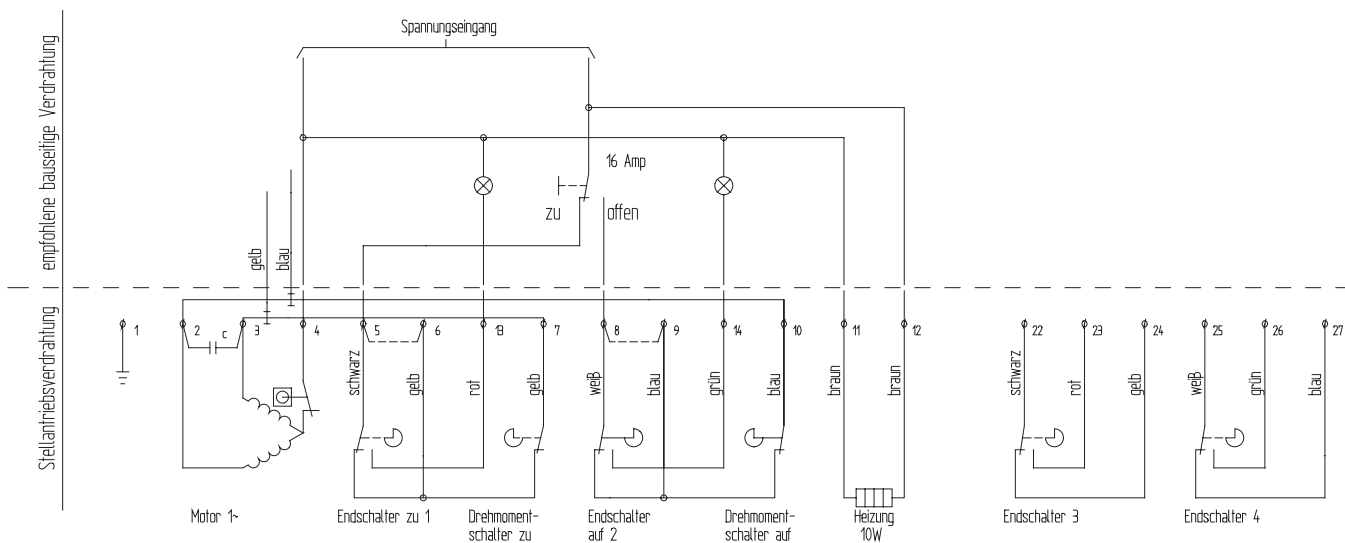 Spannungseingang
empfohlene bauseitige Verdrahtung
16 Amp
zu
offen
gelb
blau
Stellantriebsverdrahtung
1
2
c
3
4
5
6
13
7
8
9
14
10
11
12
22
23
24
25
26
27
schwarz
gelb
rot
gelb
weiß
blau
grün
blau
braun
braun
schwarz
rot
gelb
weiß
grün
blau
Motor 1~
Endschalter zu 1
Drehmoment-
schalter zu
Endschalter
auf 2
Drehmoment-
schalter auf
Heizung
10W
Endschalter 3
Endschalter 4